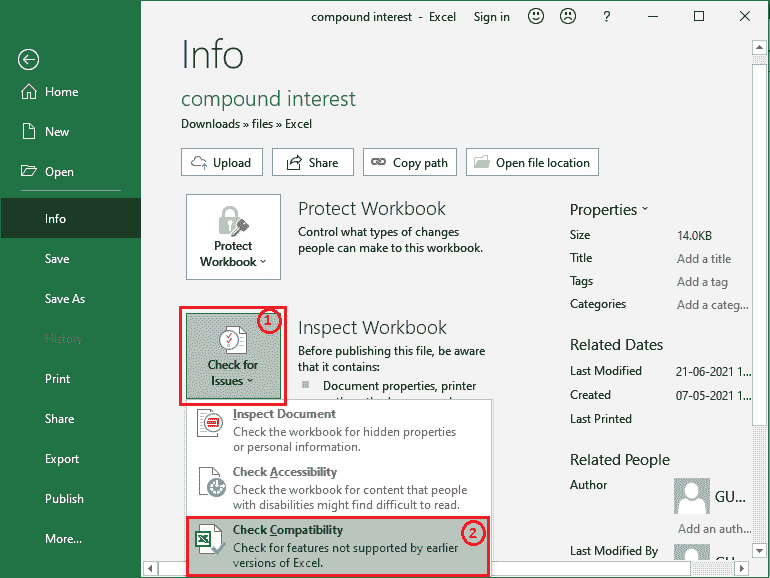 compound interest - Excel Sign in ?
Info
Home
New
Open
Info
Save
Save As
History
Print
Share
Export
Publish
More...
compound interest
Downloads » files » Excel
Upload Share Copy path Open file location
Protect Workbook
Protect Workbook
Control what types of changes
people can make to this workbook.
1
Check for Issues
Inspect Workbook
Before publishing this file, be aware
that it contains:
Document properties, printer
Inspect Document
Check the workbook for hidden properties
or personal information.
Check Accessibility
Check the workbook for content that people
with disabilities might find difficult to read.
Check Compatibility 2
Check for features not supported by earlier
versions of Excel.
Properties
Size 14.0KB
Title Add a title
Tags Add a tag
Categories Add a categ...
Related Dates
Last Modified 21-06-2021 1...
Created 07-05-2021 1...
Last Printed
Related People
Author GU...
Add an auth...
Last Modified By